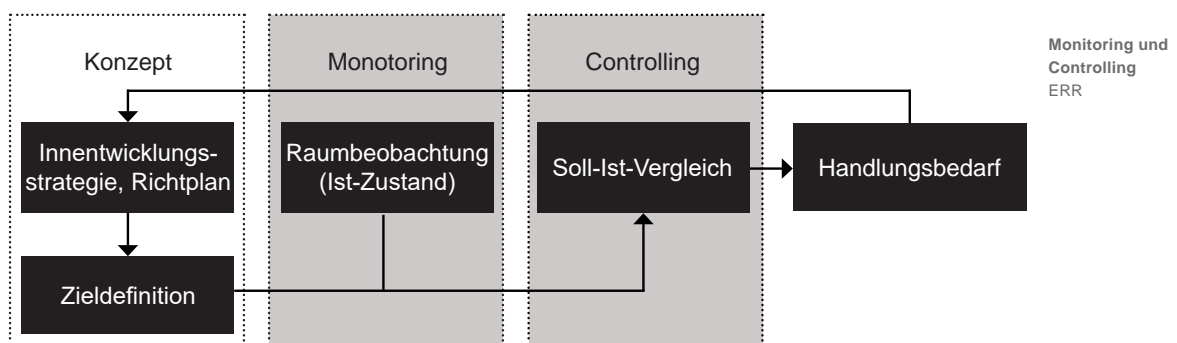 Konzept
Monotoring
Controlling
Monitoring und
Controlling
ERR
Innentwicklungs-
strategie, Richtplan
Raumbeobachtung
(Ist-Zustand)
Soll-Ist-Vergleich
Handlungsbedarf
Zieldefinition